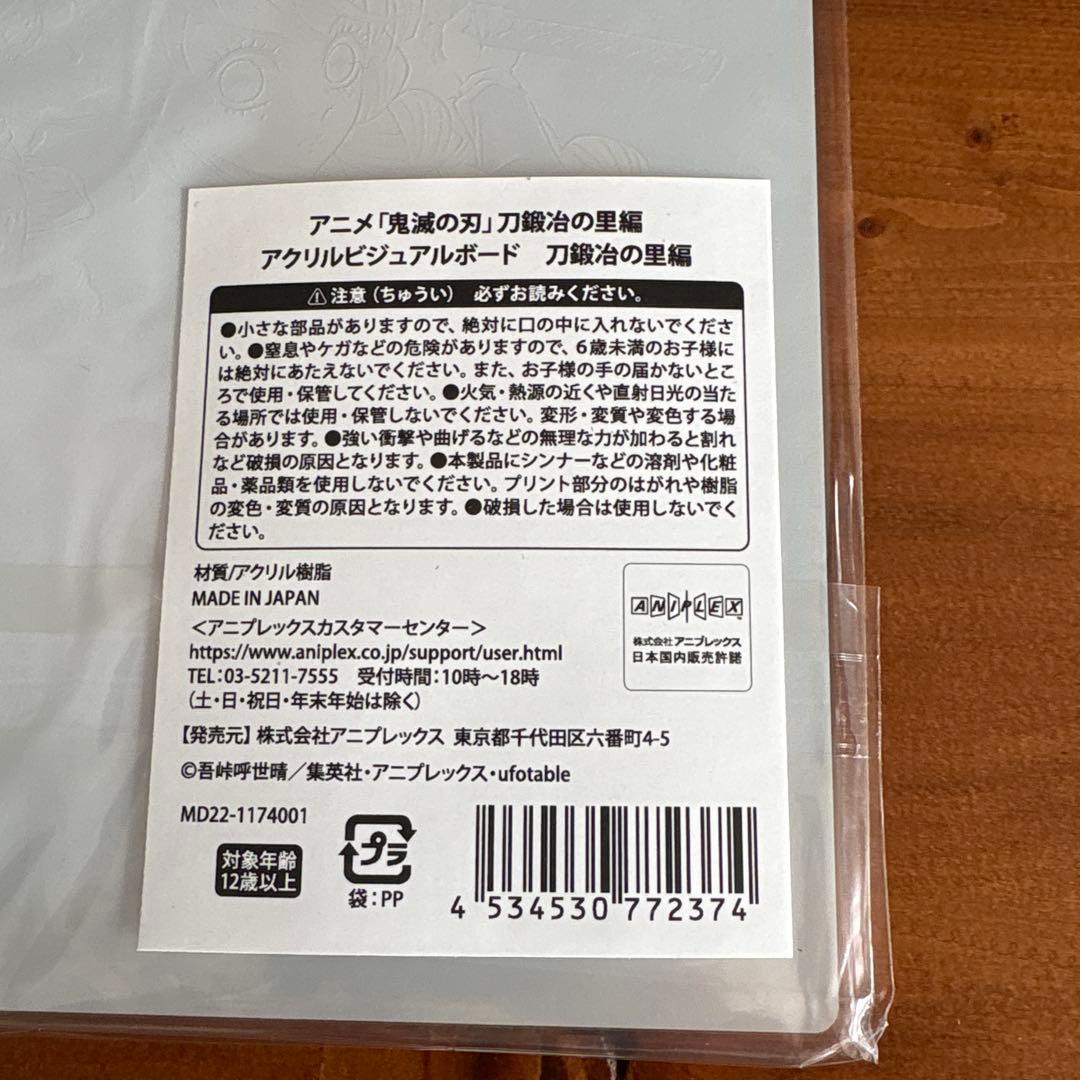 アニメ「鬼滅の刃」刀鍛冶の里編
アクリルビジュアルボード　刀鍛冶の里編
⚠注意（ちゅうい）　必ずお読みください。
●小さな部品がありますので、絶対に口の中に入れないでくださ
い。●窒息やケガなどの危険がありますので、6歳未満のお子様に
は絶対にあたえないでください。また、お子様の手の届かないとこ
ろで使用・保管してください。●火気・熱源の近くや直射日光の当た
る場所では使用・保管しないでください。変形・変質や変色する場
合があります。●強い衝撃や曲げるなどの無理な力が加わると割れ
など破損の原因となります。●本製品にシンナーなどの溶剤や化粧
品・薬品類を使用しないでください。プリント部分のはがれや樹脂
の変色・変質の原因となります。●破損した場合は使用しないでく
ださい。
材質/アクリル樹脂
MADE IN JAPAN
＜アニプレックスカスタマーセンター＞
https://www.aniplex.co.jp/support/user.html
TEL：03-5211-7555　受付時間：10時～18時
（土・日・祝日・年末年始は除く）
ANIPLEX
株式会社アニプレックス
日本国内販売許諾
【発売元】株式会社アニプレックス 東京都千代田区六番町4-5
©吾峠呼世晴／集英社・アニプレックス・ufotable
MD22-1174001
対象年齢
12歳以上
プラ
袋：PP
4 534530 772374